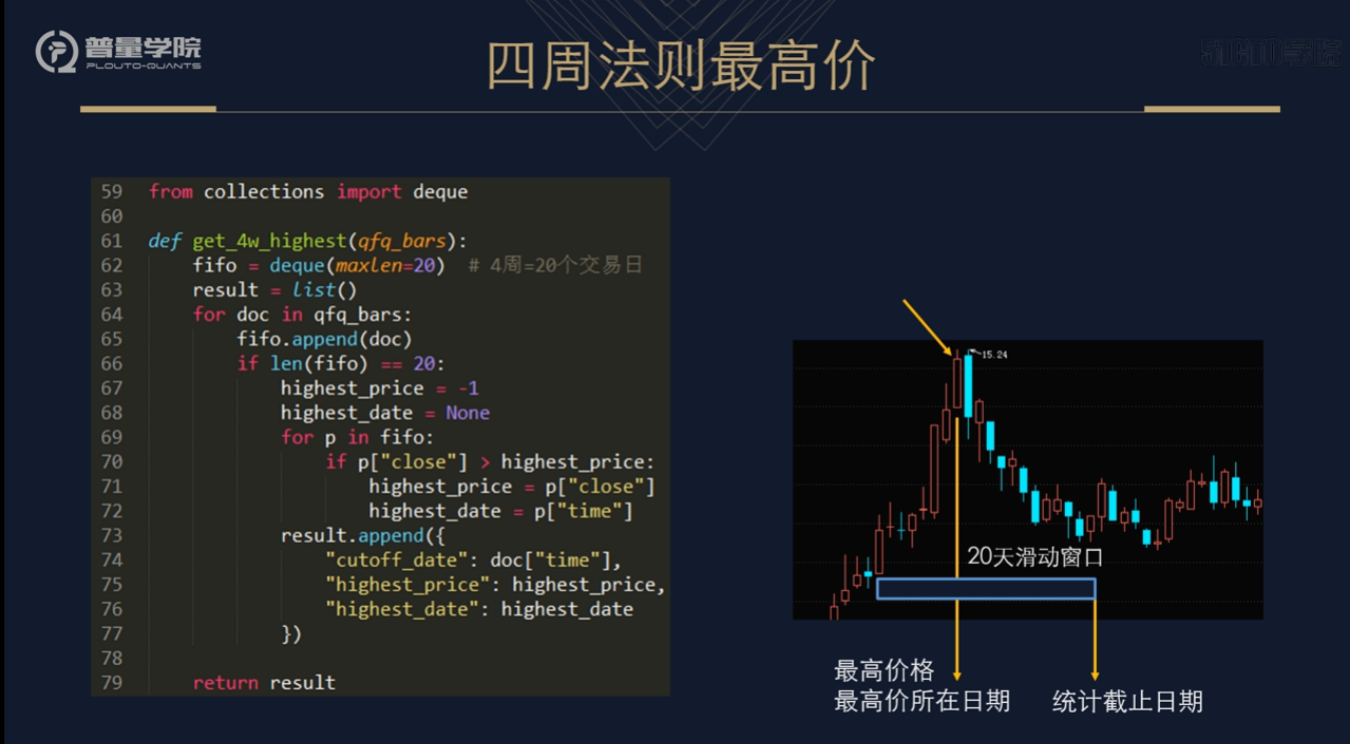 普量学院
PLOUTO-QUANTS
四周法则最高价
59 from collections import deque
60
61 def get_4w_highest(qfq_bars):
62     fifo = deque(maxlen=20)  # 4周=20个交易日
63     result = list()
64     for doc in qfq_bars:
65         fifo.append(doc)
66         if len(fifo) == 20:
67             highest_price = -1
68             highest_date = None
69             for p in fifo:
70                 if p["close"] > highest_price:
71                     highest_price = p["close"]
72                     highest_date = p["time"]
73             result.append({
74                 "cutoff_date": doc["time"],
75                 "highest_price": highest_price,
76                 "highest_date": highest_date
77             })
78
79     return result
15.24
20天滑动窗口
最高价格
最高价所在日期
统计截止日期